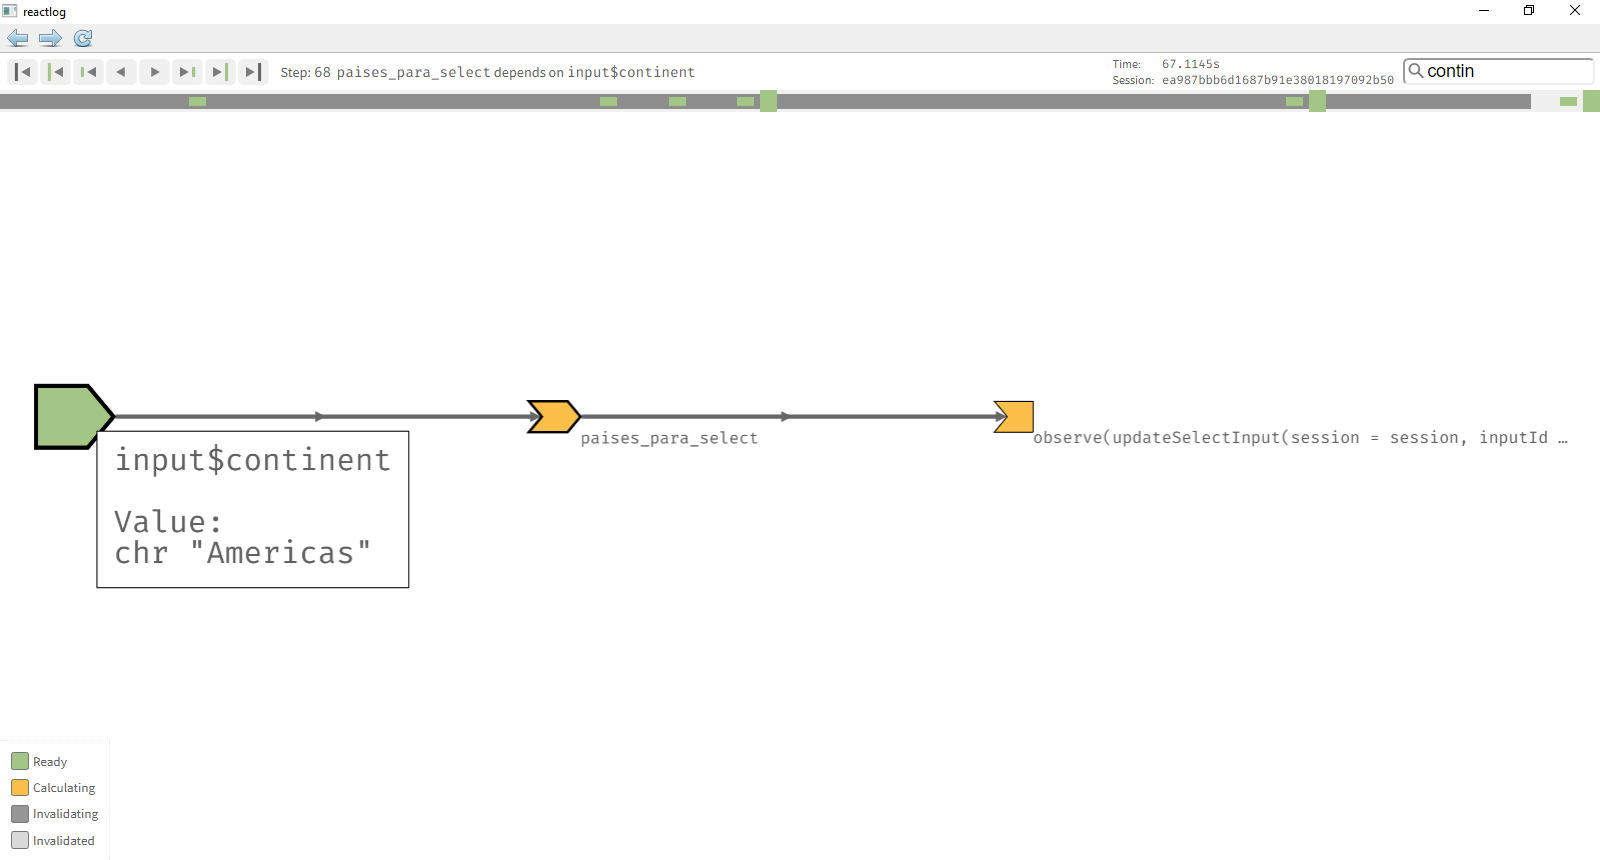 reactlog
Step: 68 paises_para_select depends on input$continent
Time: 67.1145s
Session: ea987bbb6d1687b91e38018197092b50
contin
paises_para_select
observe(updateSelectInput(session = session, inputId …
input$continent
Value:
chr "Americas"
Ready
Calculating
Invalidating
Invalidated